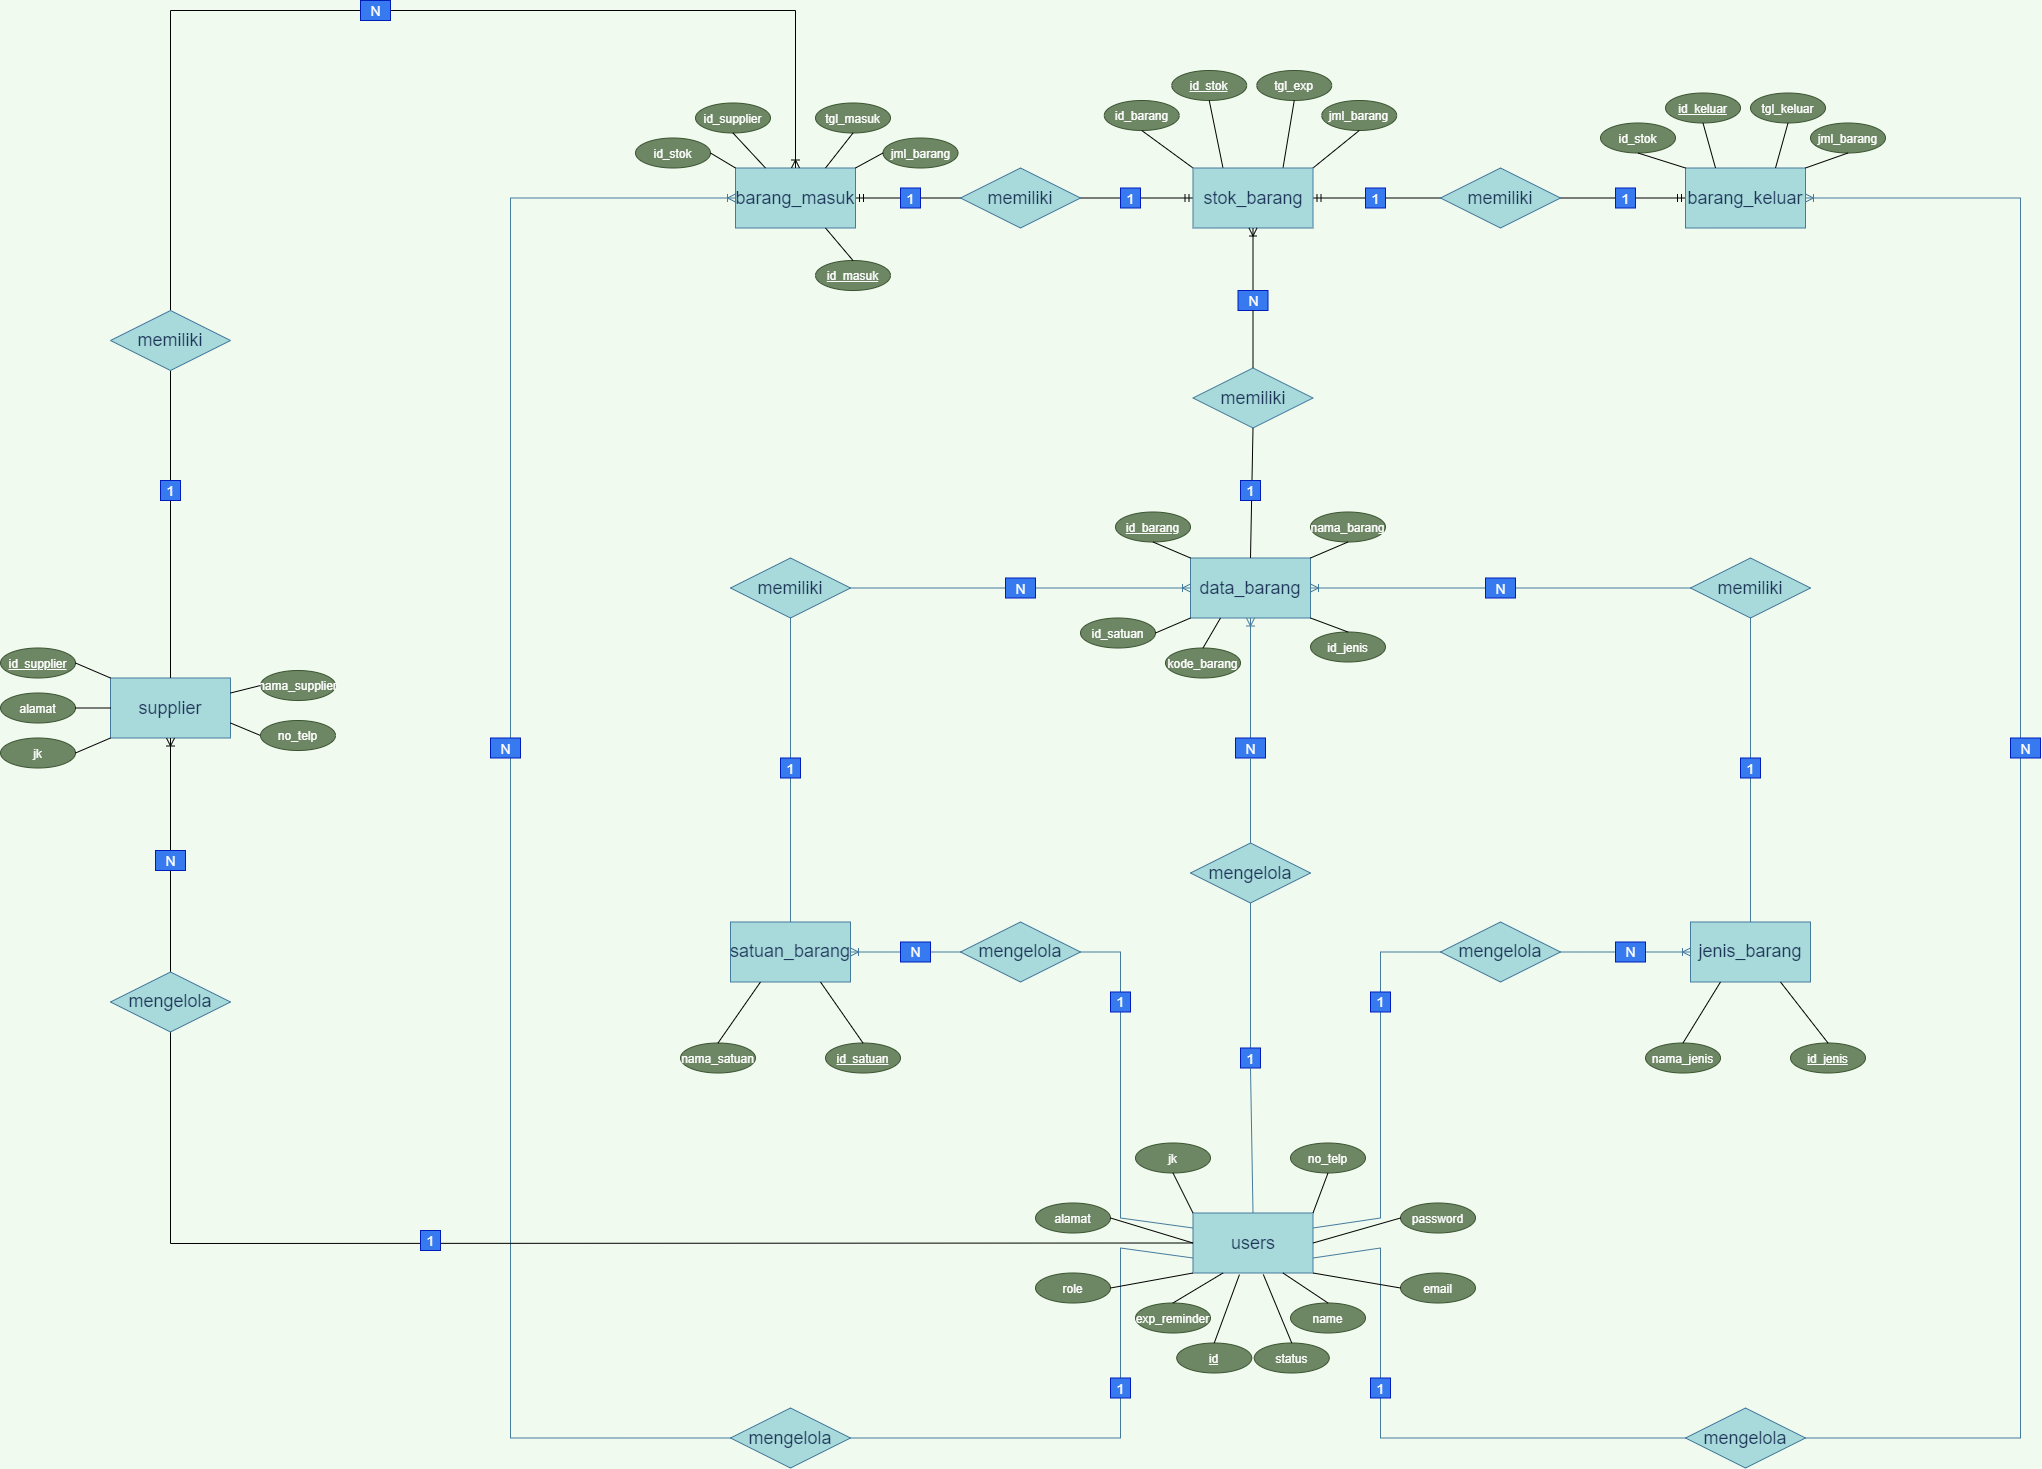 N
id_stok
tgl_exp
id_supplier
tgl_masuk
id_barang
jml_barang
id_keluar
tgl_keluar
id_stok
jml_barang
id_stok
jml_barang
barang_masuk
1
memiliki
1
stok_barang
1
memiliki
1
barang_keluar
id_masuk
N
memiliki
memiliki
1
1
id_barang
nama_barang
memiliki
N
data_barang
N
memiliki
id_satuan
kode_barang
id_jenis
id_supplier
nama_supplier
supplier
alamat
no_telp
jk
N
N
N
1
1
N
mengelola
satuan_barang
N
mengelola
mengelola
N
jenis_barang
mengelola
1
1
nama_satuan
id_satuan
1
nama_jenis
id_jenis
jk
no_telp
alamat
password
1
users
role
email
exp_reminder
name
id
status
1
1
mengelola
mengelola